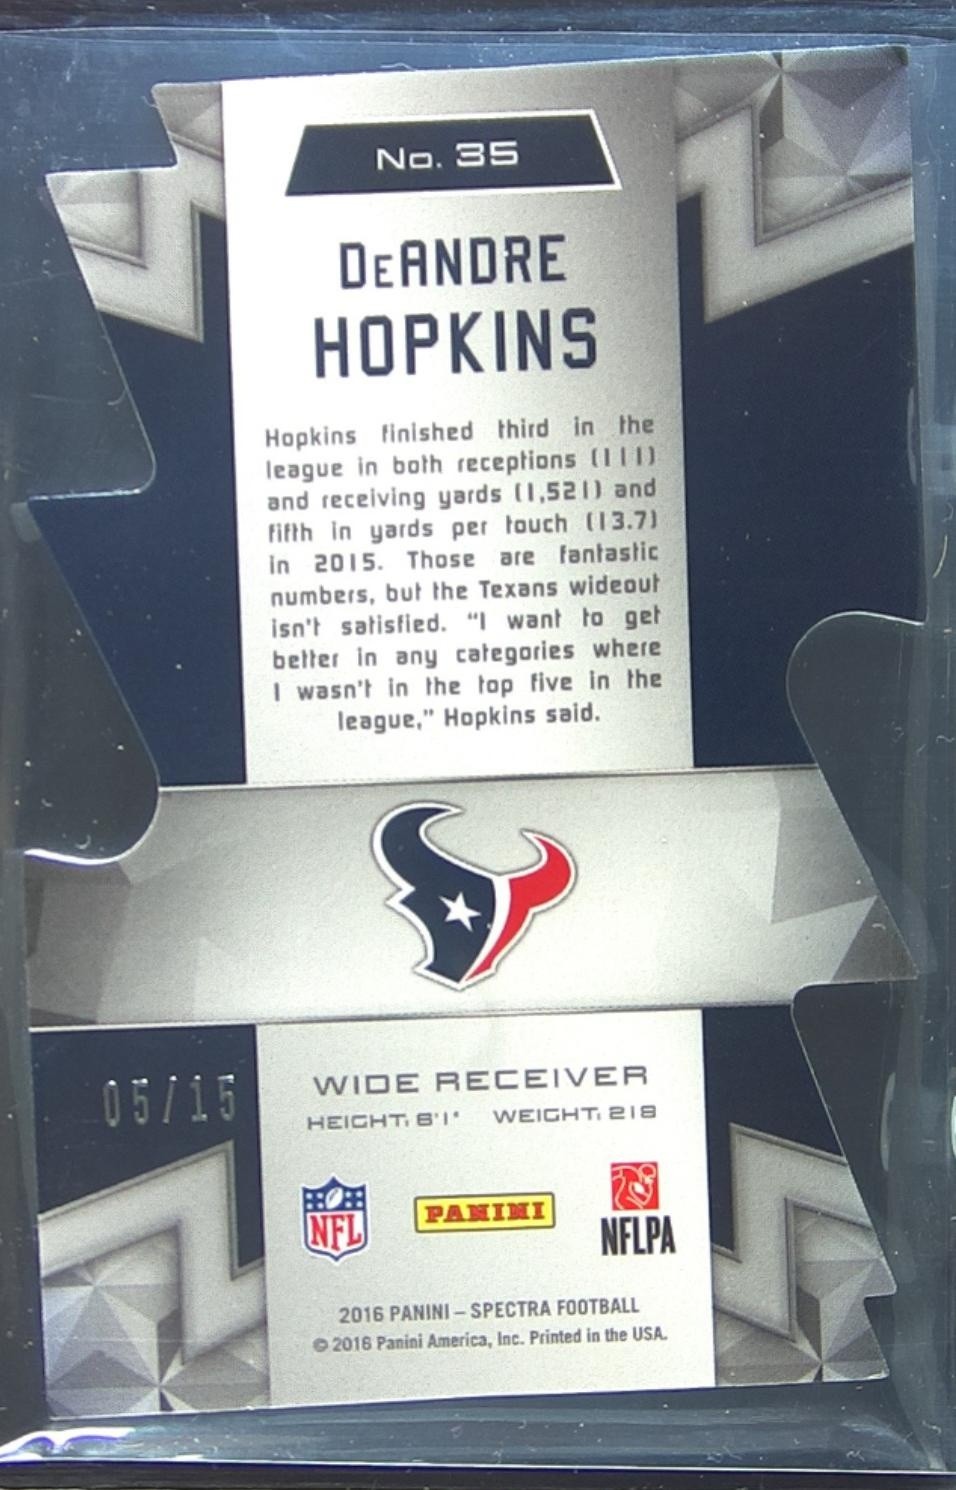 No. 35
DeANDRE
HOPKINS
Hopkins finished third in the
league in both receptions (111)
and receiving yards (1,521) and
fifth in yards per touch (13.7)
in 2015. Those are fantastic
numbers, but the Texans wideout
isn't satisfied. "I want to get
better in any categories where
I wasn't in the top five in the
league," Hopkins said.
05/15
WIDE RECEIVER
HEIGHT: 6'1" WEIGHT: 218
NFL PANINI NFLPA
2016 PANINI – SPECTRA FOOTBALL
© 2016 Panini America, Inc. Printed in the USA.